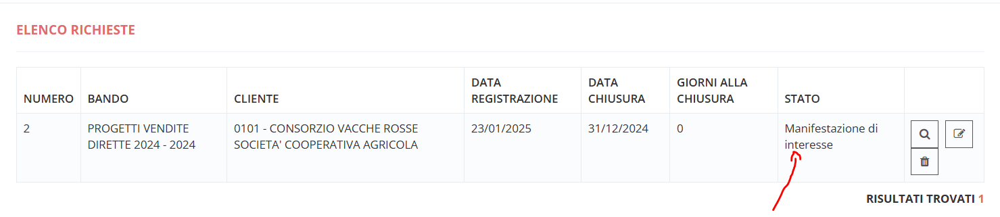 ELENCO RICHIESTE
NUMERO
BANDO
CLIENTE
DATA
REGISTRAZIONE
DATA
CHIUSURA
GIORNI ALLA
CHIUSURA
STATO
2
PROGETTI VENDITE
DIRETTE 2024 - 2024
0101 - CONSORZIO VACCHE ROSSE
SOCIETA' COOPERATIVA AGRICOLA
23/01/2025
31/12/2024
0
Manifestazione di
interesse
RISULTATI TROVATI 1